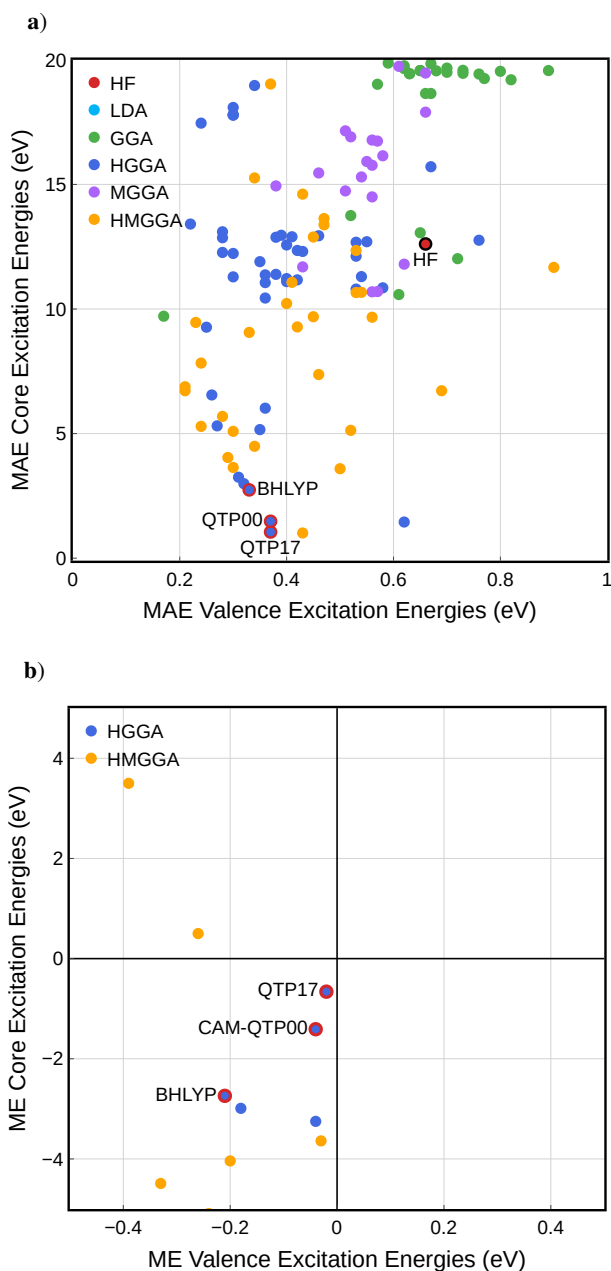 a)
MAE Core Excitation Energies (eV)
20
15
10
5
0
HF
LDA
GGA
HGGA
MGGA
HMGGA
HF
BHLYP
QTP00
QTP17
0 0.2 0.4 0.6 0.8 1
MAE Valence Excitation Energies (eV)
b)
ME Core Excitation Energies (eV)
4
2
0
−2
−4
HGGA
HMGGA
QTP17
CAM-QTP00
BHLYP
−0.4 −0.2 0 0.2 0.4
ME Valence Excitation Energies (eV)